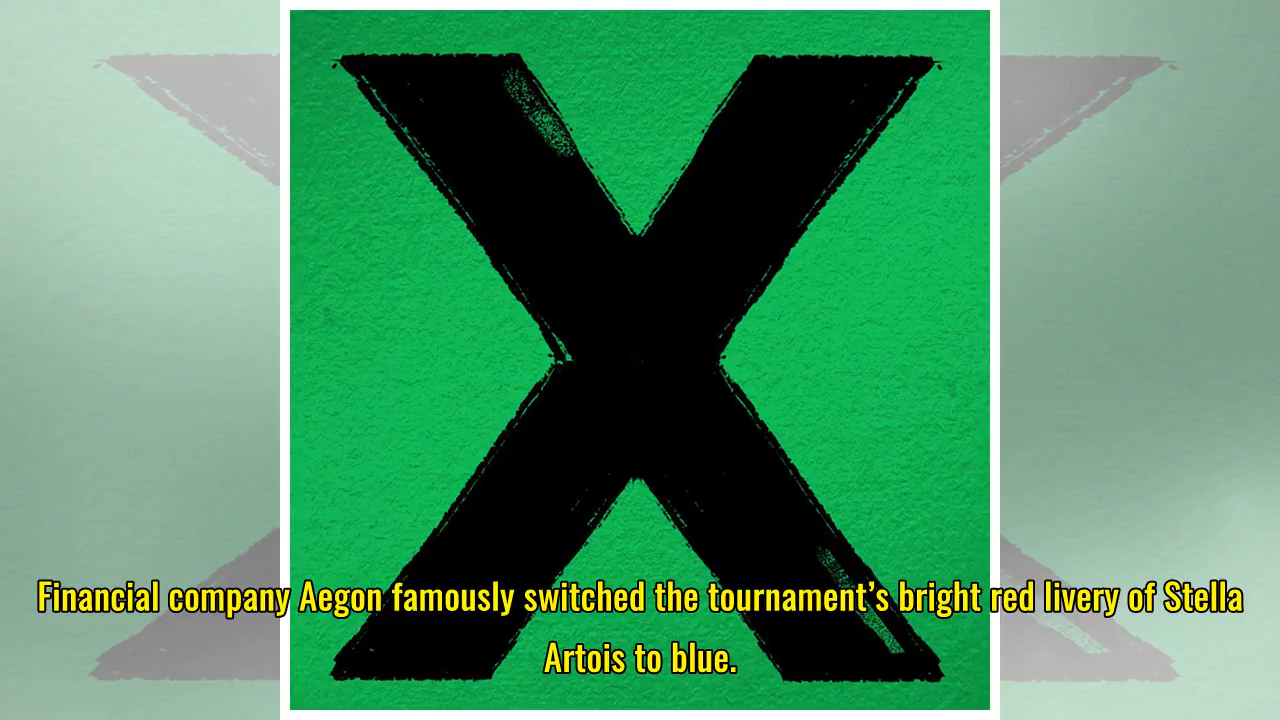 X
Financial company Aegon famously switched the tournament’s bright red livery of Stella
Artois to blue.